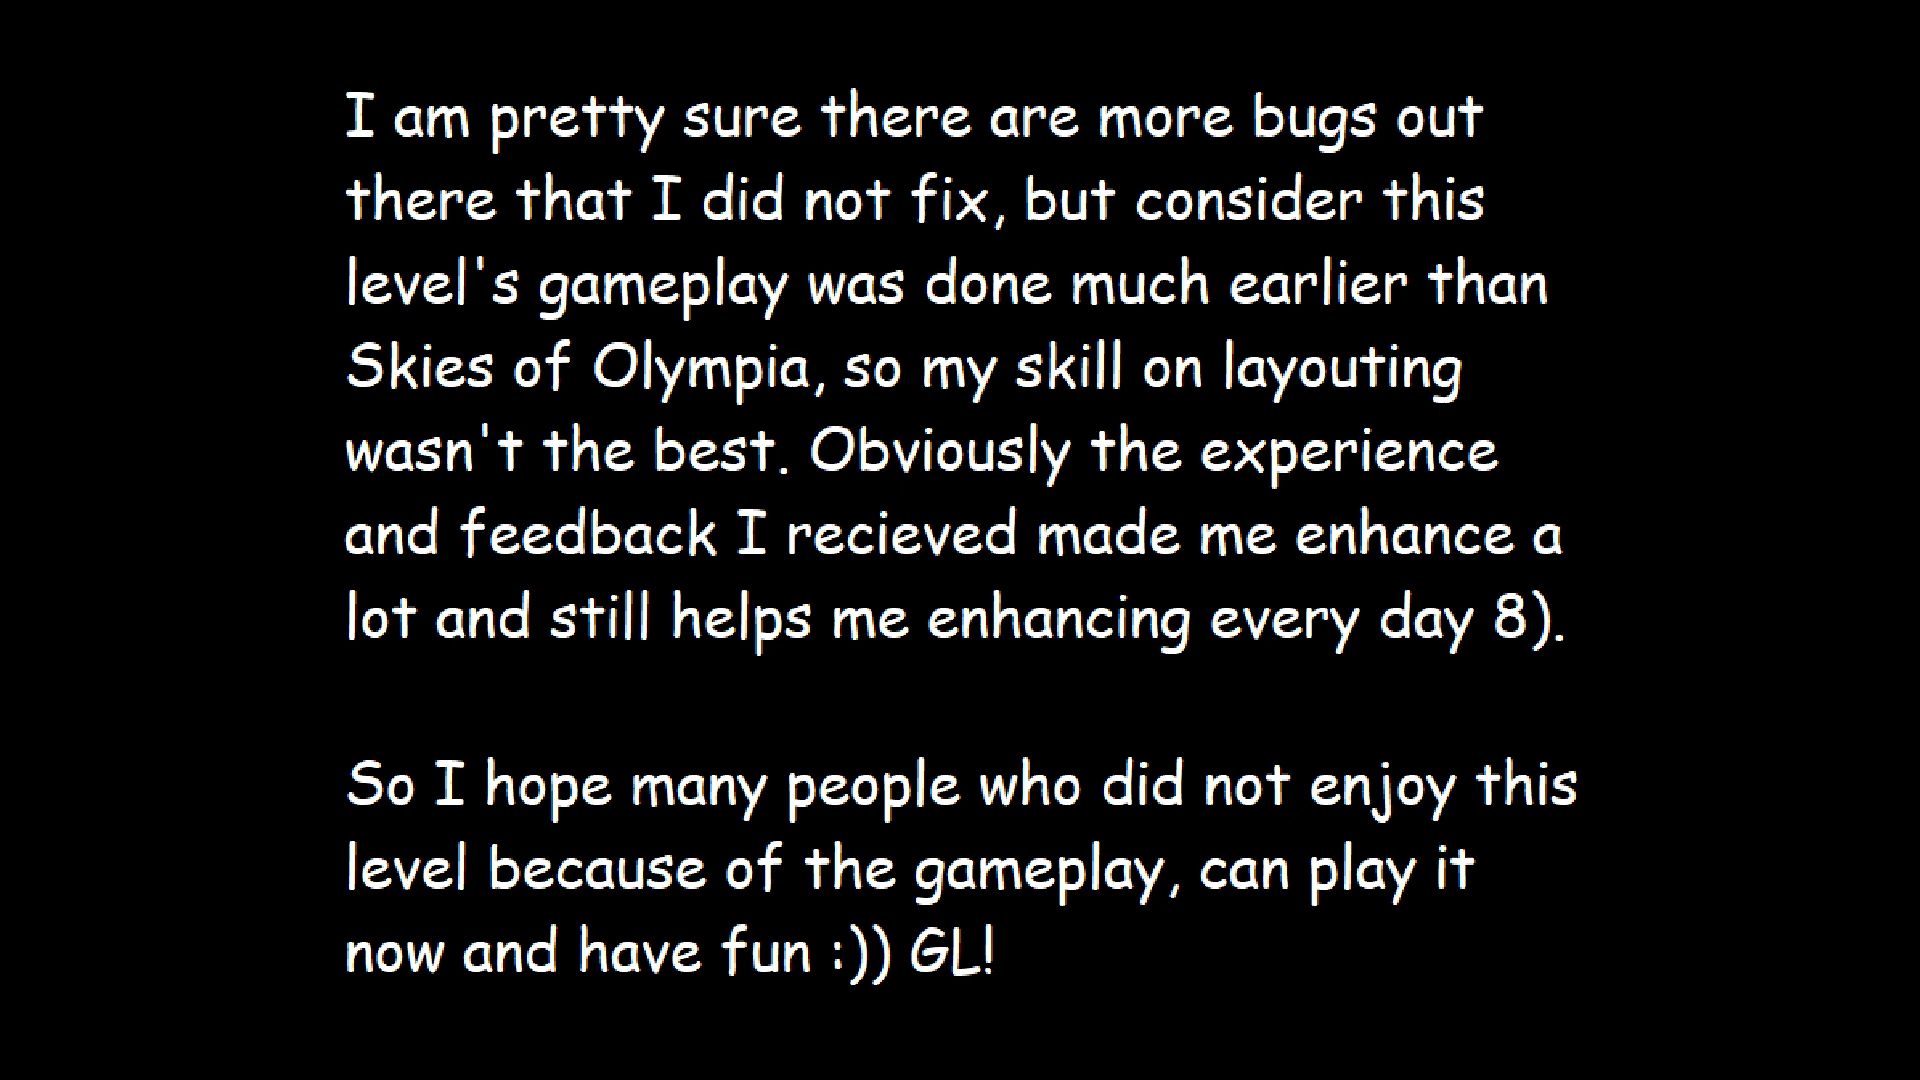 I am pretty sure there are more bugs out
there that I did not fix, but consider this
level's gameplay was done much earlier than
Skies of Olympia, so my skill on layouting
wasn't the best. Obviously the experience
and feedback I recieved made me enhance a
lot and still helps me enhancing every day 8).
So I hope many people who did not enjoy this
level because of the gameplay, can play it
now and have fun :)) GL!